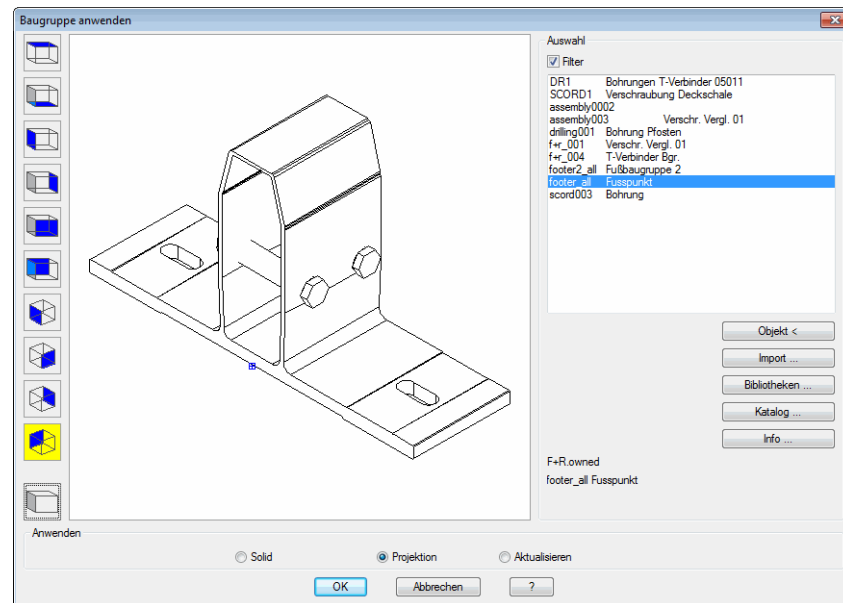 Baugruppe anwenden
Auswahl
Filter
DR1 Bohrungen T-Verbinder 05011
SCORD1 Verschraubung Deckschale
assembly0002
assembly003 Verschr. Vergl. 01
drilling001 Bohrung Pfosten
f+r_001 Verschr. Vergl. 01
f+r_004 T-Verbinder Bgr.
footer2_all Fußbaugruppe 2
footer_all Fusspunkt
scord003 Bohrung
Objekt <
Import ...
Bibliotheken ...
Katalog ...
Info ...
F+R.owned
footer_all Fusspunkt
Anwenden
Solid Projektion Aktualisieren
OK Abbrechen ?